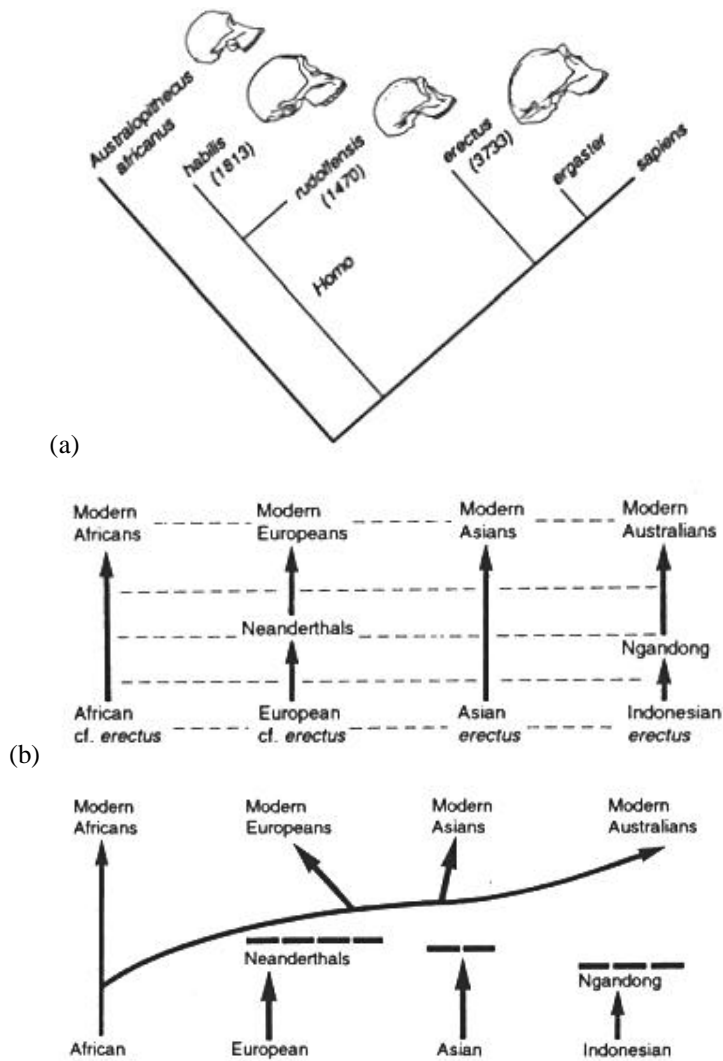 Australopithecus
africanus
habilis
(1813)
rudolfensis
(1470)
Homo
erectus
(3733)
ergaster
sapiens
(a)
Modern
Africans
Modern
Europeans
Modern
Asians
Modern
Australians
Neanderthals
Ngandong
African
cf. erectus
European
cf. erectus
Asian
erectus
Indonesian
erectus
(b)
Modern
Africans
Modern
Europeans
Modern
Asians
Modern
Australians
Neanderthals
Ngandong
African
European
Asian
Indonesian